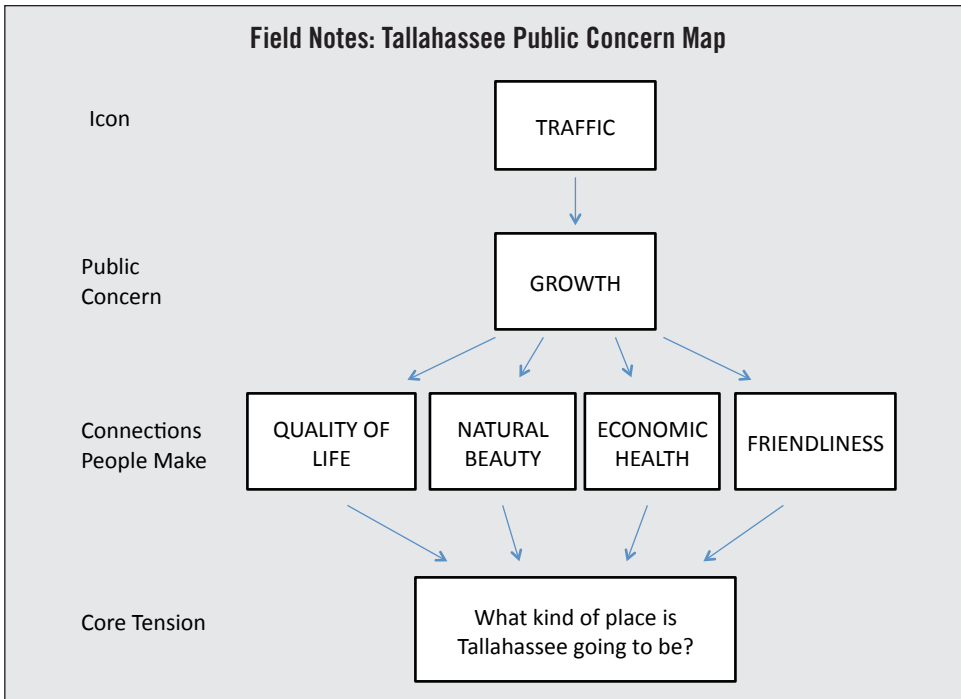 Field Notes: Tallahassee Public Concern Map
Icon
TRAFFIC
Public
Concern
GROWTH
Connections
People Make
QUALITY OF
LIFE
NATURAL
BEAUTY
ECONOMIC
HEALTH
FRIENDLINESS
Core Tension
What kind of place is
Tallahassee going to be?